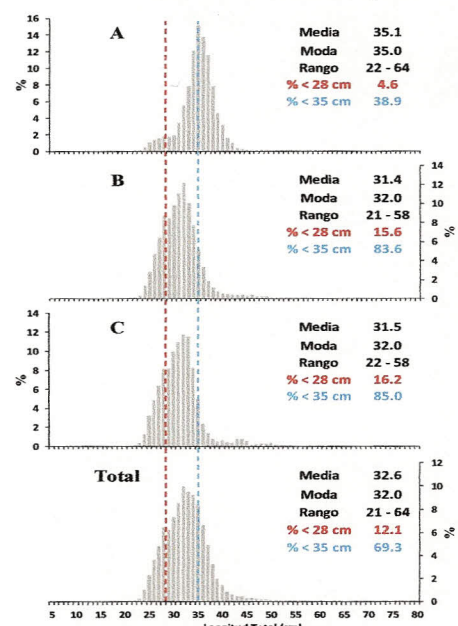 A
Media 35.1
Moda 35.0
Rango 22 - 64
% < 28 cm 4.6
% < 35 cm 38.9
%
16
14
12
10
8
6
4
2
0
B
Media 31.4
Moda 32.0
Rango 21 - 58
% < 28 cm 15.6
% < 35 cm 83.6
%
14
12
10
8
6
4
2
0
C
Media 31.5
Moda 32.0
Rango 22 - 58
% < 28 cm 16.2
% < 35 cm 85.0
%
14
12
10
8
6
4
2
0
Total
Media 32.6
Moda 32.0
Rango 21 - 64
% < 28 cm 12.1
% < 35 cm 69.3
%
12
10
8
6
4
2
0
5 10 15 20 25 30 35 40 45 50 55 60 65 70 75 80
Longitud Total (cm)